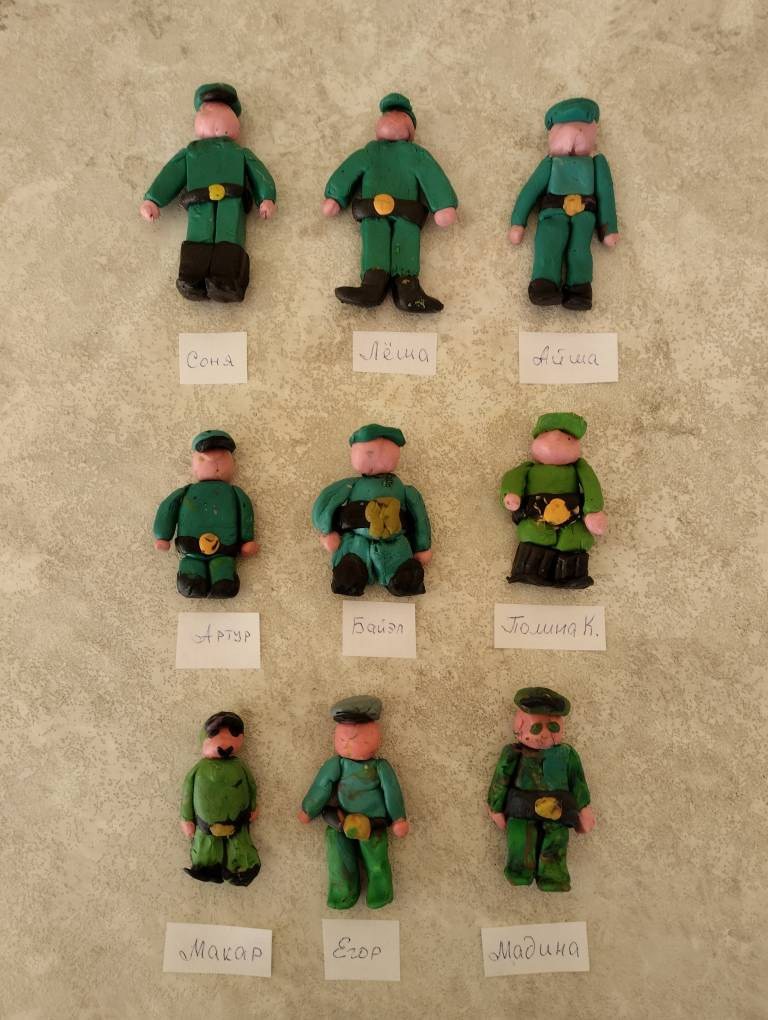 Соня
Лёша
Айша
Артур
Байэл
Полина К.
Макар
Егор
Мадина